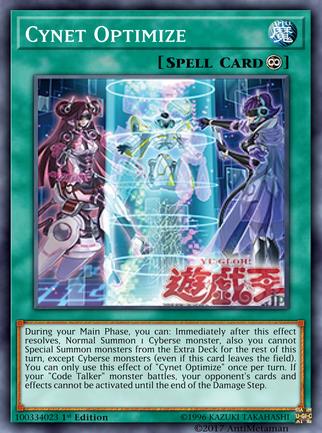 Cynet Optimize
[Spell Card]
YU-GI-OH!
遊戯王
During your Main Phase, you can: Immediately after this effect
resolves, Normal Summon 1 Cyberse monster, also you cannot
Special Summon monsters from the Extra Deck for the rest of this
turn, except Cyberse monsters (even if this card leaves the field).
You can only use this effect of "Cynet Optimize" once per turn. If
your "Code Talker" monster battles, your opponent's cards and
effects cannot be activated until the end of the Damage Step.
100334023 1st Edition ©1996 KAZUKI TAKAHASHI
©2017 AntiMetaman